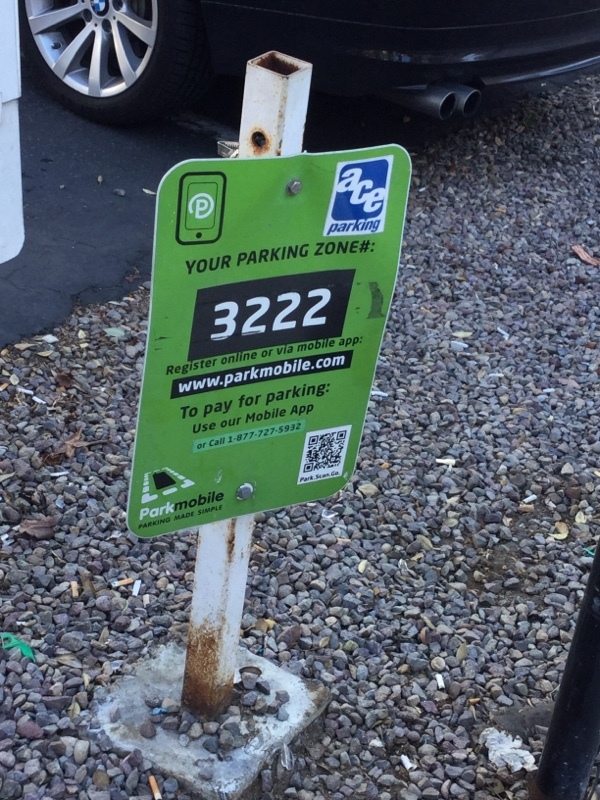 P
ace
parking
YOUR PARKING ZONE#:
3222
Register online or via mobile app:
www.parkmobile.com
To pay for parking:
Use our Mobile App
or Call 1-877-727-5932
Park.Scan.Go.
Parkmobile
PARKING MADE SIMPLE